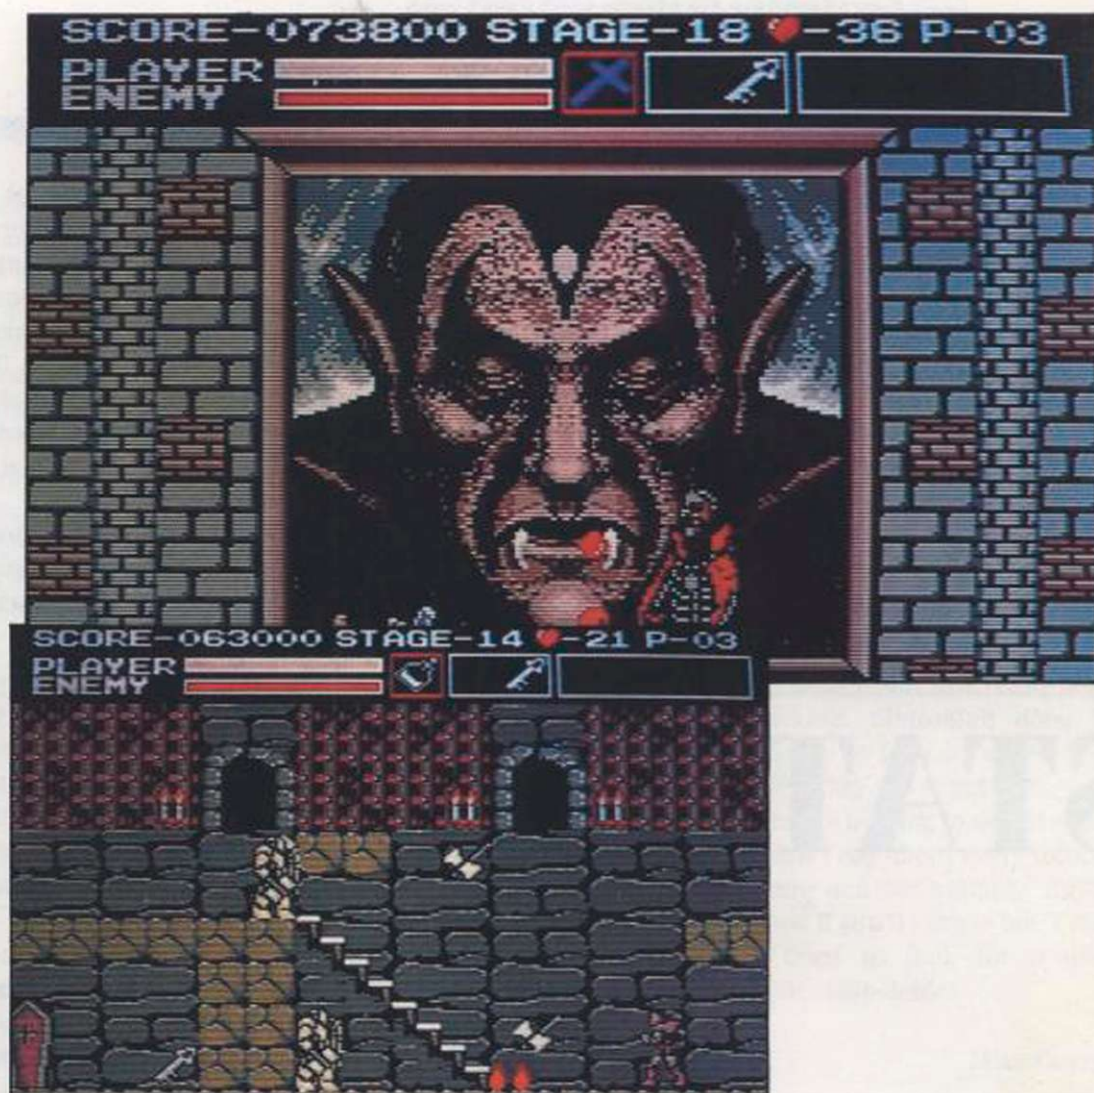 SCORE-073800 STAGE-18 ❤-36 P-03
PLAYER
ENEMY
SCORE-063000 STAGE-14 ❤-21 P-03
PLAYER
ENEMY